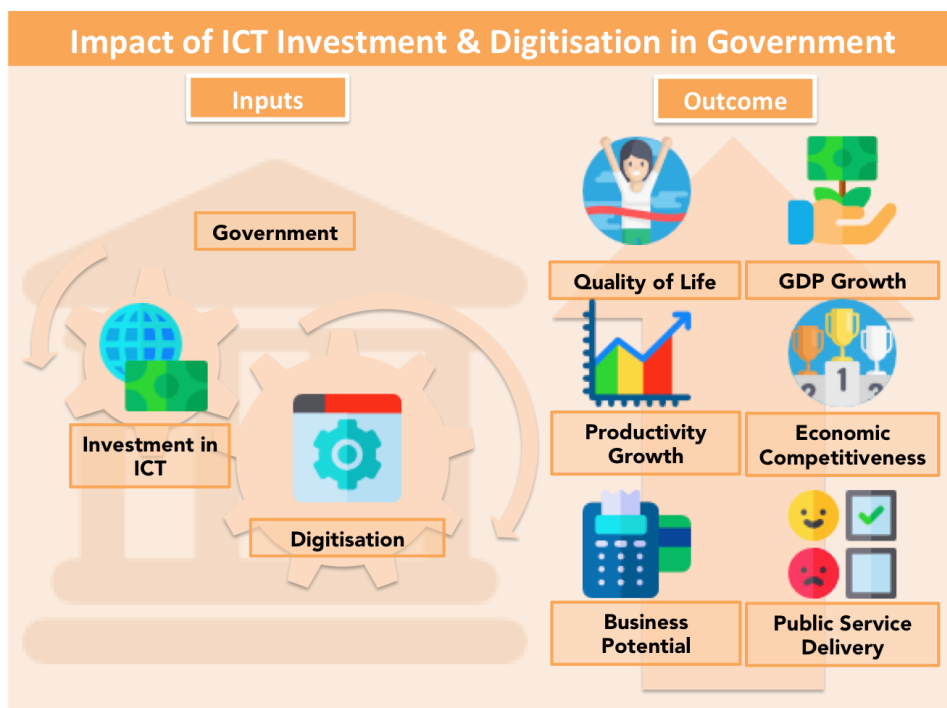 Impact of ICT Investment & Digitisation in Government
Inputs
Government
Investment in
ICT
Digitisation
Outcome
Quality of Life
GDP Growth
Productivity
Growth
Economic
Competitiveness
1
Business
Potential
Public Service
Delivery